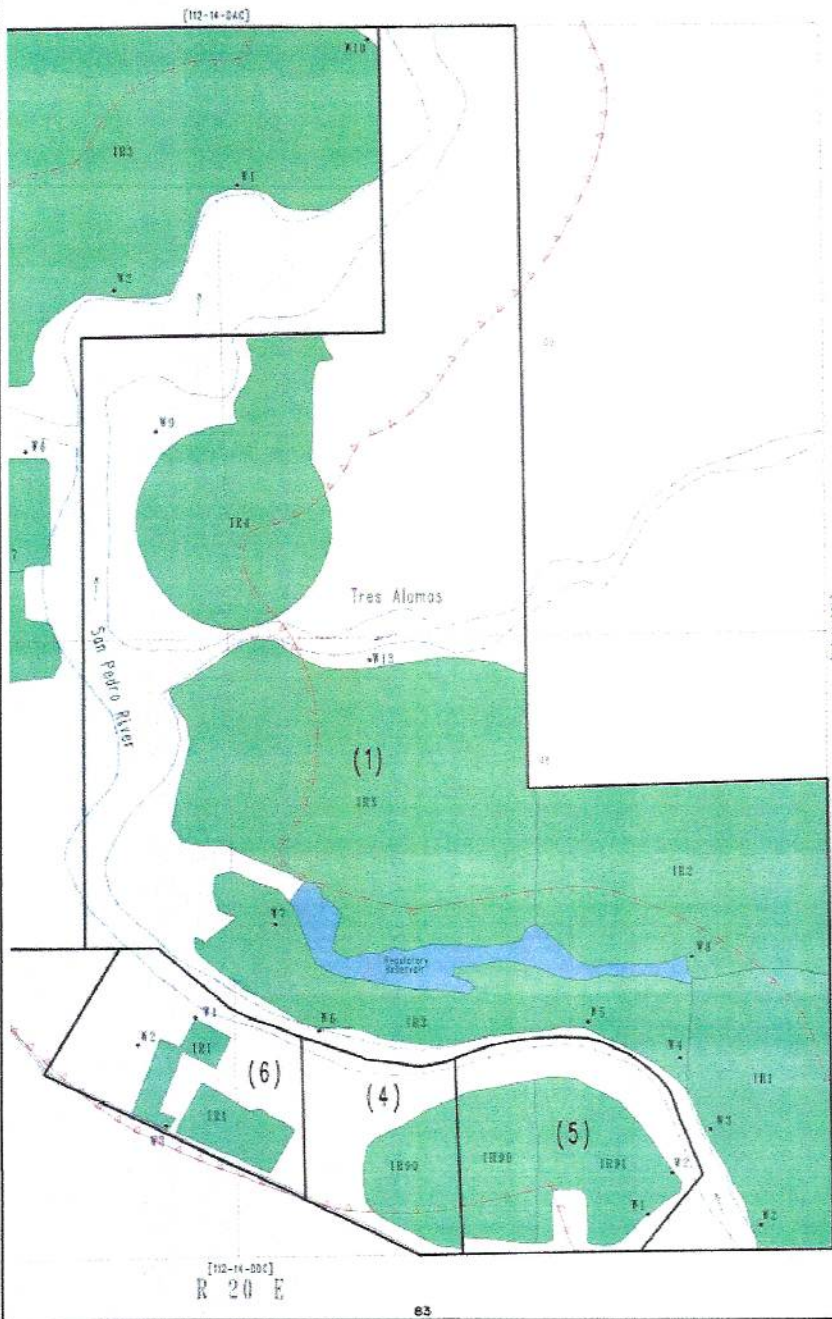 [112-14-DAC]
W10
IR3
W1
W2
W9
W6
IR4
Tres Alamos
San Pedro River
W13
(1)
IR2
W7
W8
Regulatory
Reservoir
W6
W5
IR2
W4
W4
W2
IR1
IR1
(6)
IR1
(4)
W3
W3
(5)
IR90
IR90
IR91
W2
W1
W2
[112-14-DDC]
R 20 E
83